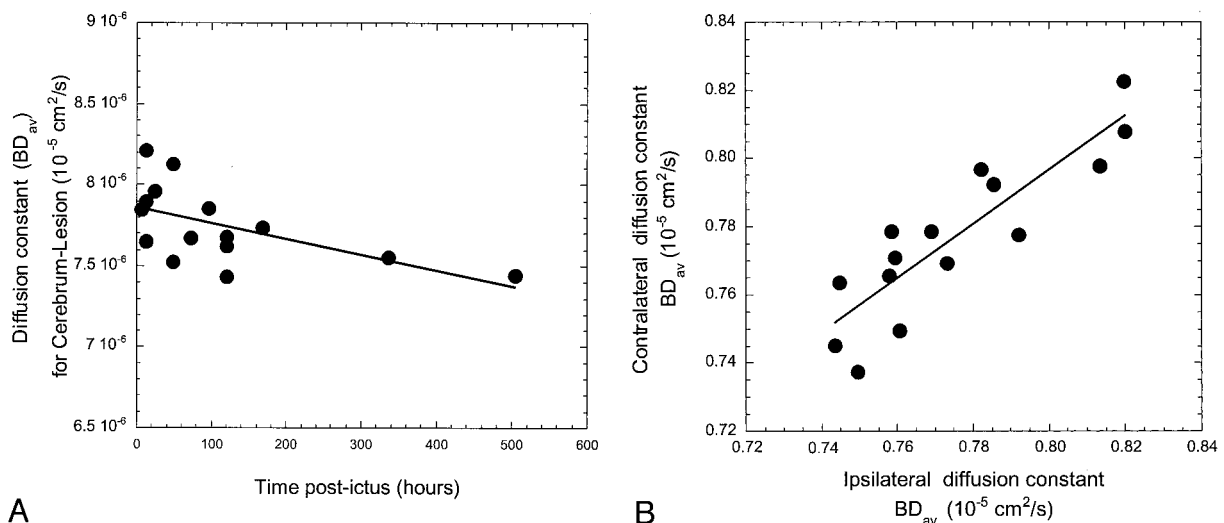 Diffusion constant (BDav)
for Cerebrum-Lesion (10-5 cm2/s)
9 10-6
8.5 10-6
8 10-6
7.5 10-6
7 10-6
6.5 10-6
0 100 200 300 400 500 600
Time post-ictus (hours)
A
Contralateral diffusion constant
BDav (10-5 cm2/s)
0.84
0.82
0.80
0.78
0.76
0.74
0.72
0.72 0.74 0.76 0.78 0.80 0.82 0.84
Ipsilateral diffusion constant
BDav (10-5 cm2/s)
B